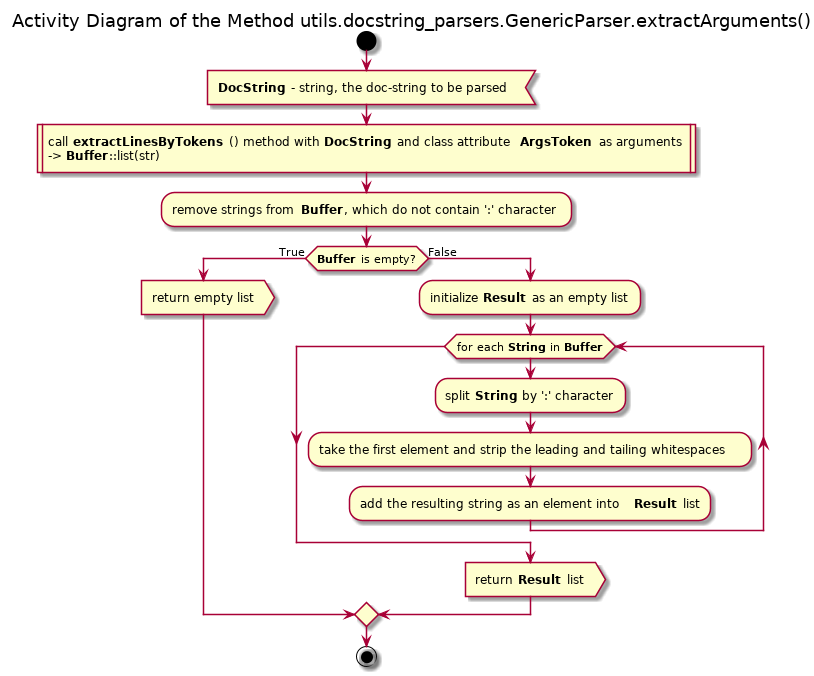 Activity Diagram of the Method utils.docstring_parsers.GenericParser.extractArguments()
DocString - string, the doc-string to be parsed
call extractLinesByTokens () method with DocString and class attribute ArgsToken as arguments
-> Buffer::list(str)
remove strings from Buffer, which do not contain ':' character
Buffer is empty?
True
False
return empty list
initialize Result as an empty list
for each String in Buffer
split String by ':' character
take the first element and strip the leading and tailing whitespaces
add the resulting string as an element into Result list
return Result list